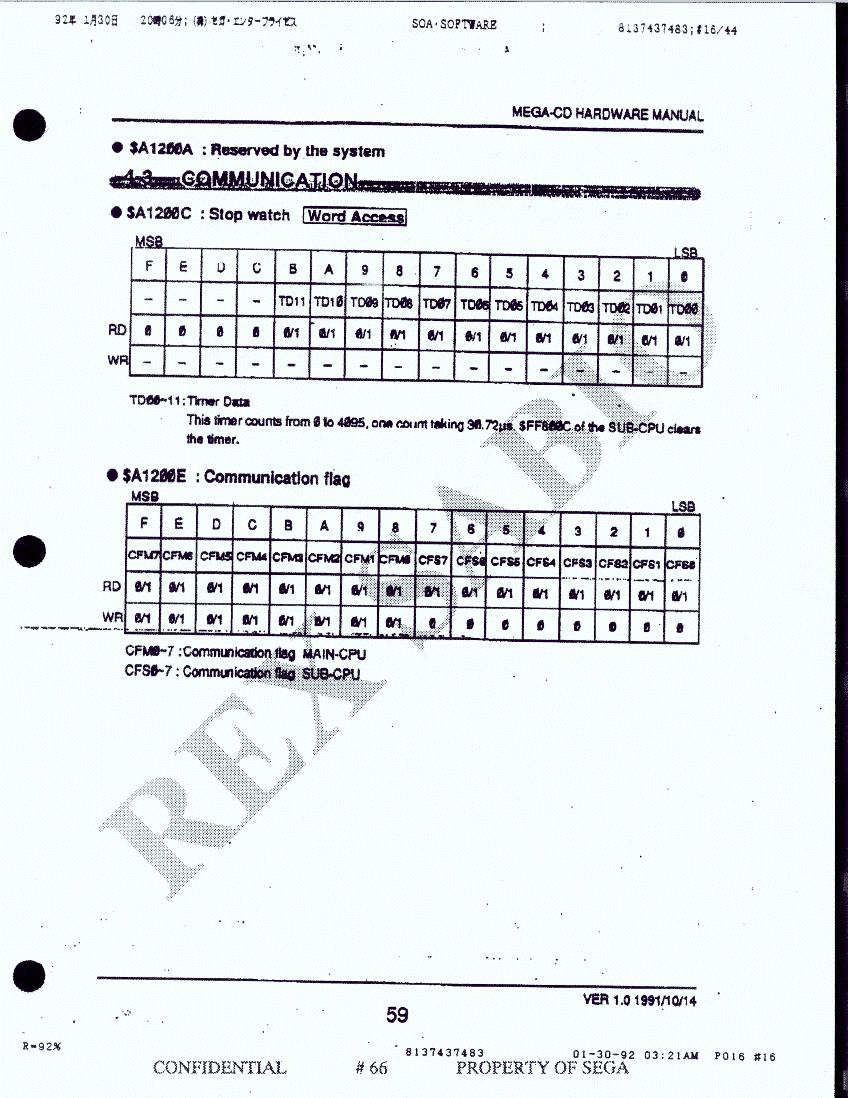 92年 1月30日 20時06分; (株)セガ・エンタープライゼス SOA・SOFTWARE ; 8137437483;#16/44
MEGA-CD HARDWARE MANUAL
● $A1200A : Reserved by the system
4-3 COMMUNICATION
● $A1200C : Stop watch Word Access
MSB LSB
F E D C B A 9 8 7 6 5 4 3 2 1 0
– – – – TD11 TD10 TD09 TD08 TD07 TD06 TD05 TD04 TD03 TD02 TD01 TD00
RD 0 0 0 0 0/1 0/1 0/1 0/1 0/1 0/1 0/1 0/1 0/1 0/1 0/1 0/1
WR – – – – – – – – – – – – – – – –
TD00~11: Timer Data
This timer counts from 0 to 4095, one count taking 30.72µs. $FF800C of the SUB-CPU clears
the timer.
● $A1200E : Communication flag
MSB LSB
F E D C B A 9 8 7 6 5 4 3 2 1 0
CFM7 CFM6 CFM5 CFM4 CFM3 CFM2 CFM1 CFM0 CFS7 CFS6 CFS5 CFS4 CFS3 CFS2 CFS1 CFS0
RD 0/1 0/1 0/1 0/1 0/1 0/1 0/1 0/1 0/1 0/1 0/1 0/1 0/1 0/1 0/1 0/1
WR 0/1 0/1 0/1 0/1 0/1 0/1 0/1 0/1 0 0 0 0 0 0 0 0
CFM0~7 : Communication flag MAIN-CPU
CFS0~7 : Communication flag SUB-CPU
REX SABIO
VER 1.0 1991/10/14
59
R=92%
8137437483 01-30-92 03:21AM P016 #16
CONFIDENTIAL # 66 PROPERTY OF SEGA